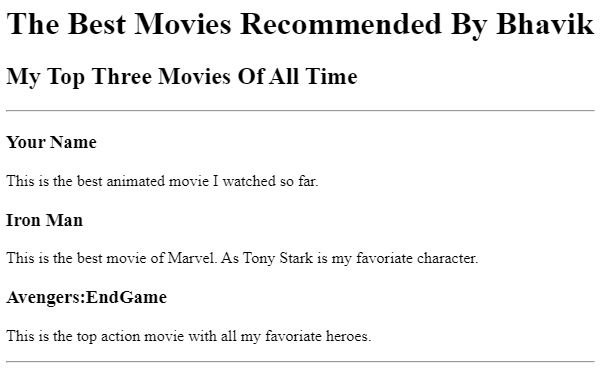 The Best Movies Recommended By Bhavik
My Top Three Movies Of All Time
Your Name
This is the best animated movie I watched so far.
Iron Man
This is the best movie of Marvel. As Tony Stark is my favoriate character.
Avengers:EndGame
This is the top action movie with all my favoriate heroes.